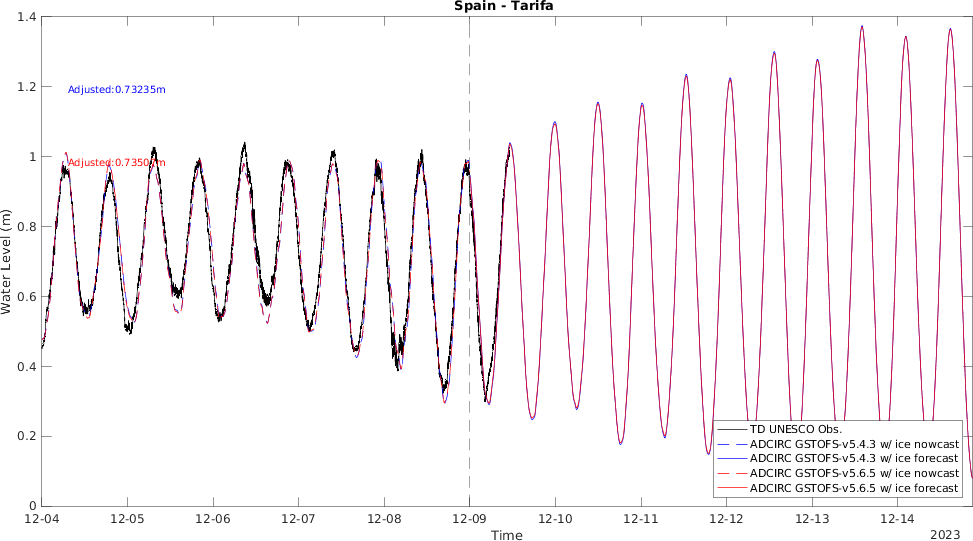 Spain - Tarifa
1.4
1.2
1
0.8
0.6
0.4
0.2
0
Water Level (m)
Adjusted:0.73235m
TD UNESCO Obs.
ADCIRC GSTOFS-v5.4.3 w/ ice nowcast
ADCIRC GSTOFS-v5.4.3 w/ ice forecast
ADCIRC GSTOFS-v5.6.5 w/ ice nowcast
ADCIRC GSTOFS-v5.6.5 w/ ice forecast
12-04 12-05 12-06 12-07 12-08 12-09 12-10 12-11 12-12 12-13 12-14
Time
2023